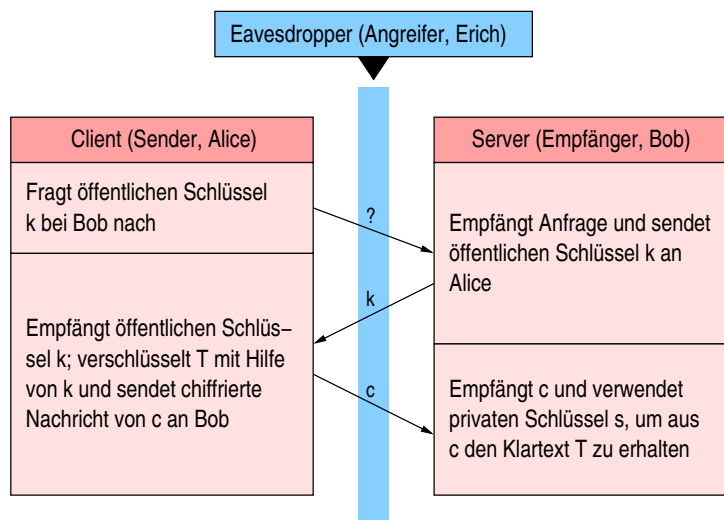 Eavesdropper (Angreifer, Erich)
Client (Sender, Alice)
Fragt öffentlichen Schlüssel
k bei Bob nach
Empfängt öffentlichen Schlüs–
sel k; verschlüsselt T mit Hilfe
von k und sendet chiffrierte
Nachricht von c an Bob
?
k
c
Server (Empfänger, Bob)
Empfängt Anfrage und sendet
öffentlichen Schlüssel k an
Alice
Empfängt c und verwendet
privaten Schlüssel s, um aus
c den Klartext T zu erhalten